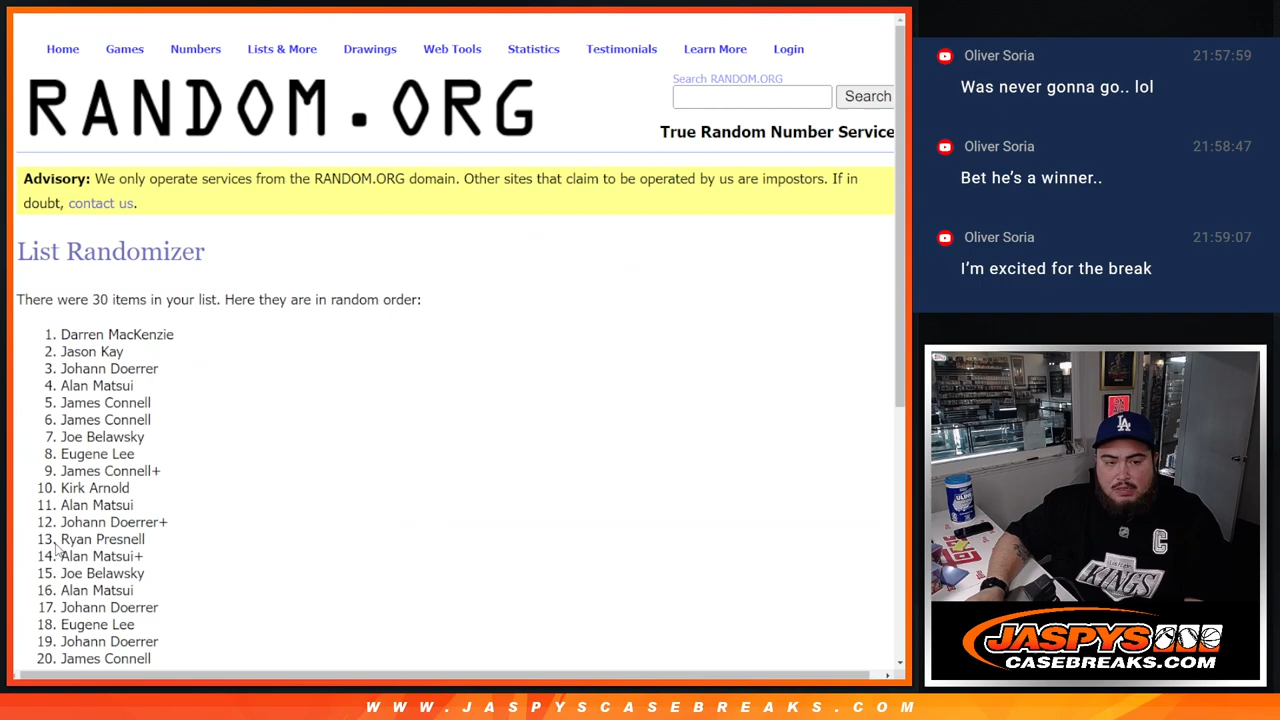 Home Games Numbers Lists & More Drawings Web Tools Statistics Testimonials Learn More Login
RANDOM.ORG
Search RANDOM.ORG
Search
True Random Number Service
Advisory: We only operate services from the RANDOM.ORG domain. Other sites that claim to be operated by us are impostors. If in
doubt, contact us.
List Randomizer
There were 30 items in your list. Here they are in random order:
1. Darren MacKenzie
2. Jason Kay
3. Johann Doerrer
4. Alan Matsui
5. James Connell
6. James Connell
7. Joe Belawsky
8. Eugene Lee
9. James Connell+
10. Kirk Arnold
11. Alan Matsui
12. Johann Doerrer+
13. Ryan Presnell
14. Alan Matsui+
15. Joe Belawsky
16. Alan Matsui
17. Johann Doerrer
18. Eugene Lee
19. Johann Doerrer
20. James Connell
Oliver Soria 21:57:59
Was never gonna go.. lol
Oliver Soria 21:58:47
Bet he's a winner..
Oliver Soria 21:59:07
I'm excited for the break
LA
C
KINGS
JASPYS
CASEBREAKS.COM
WWW.JASPYSCASEBREAKS.COM